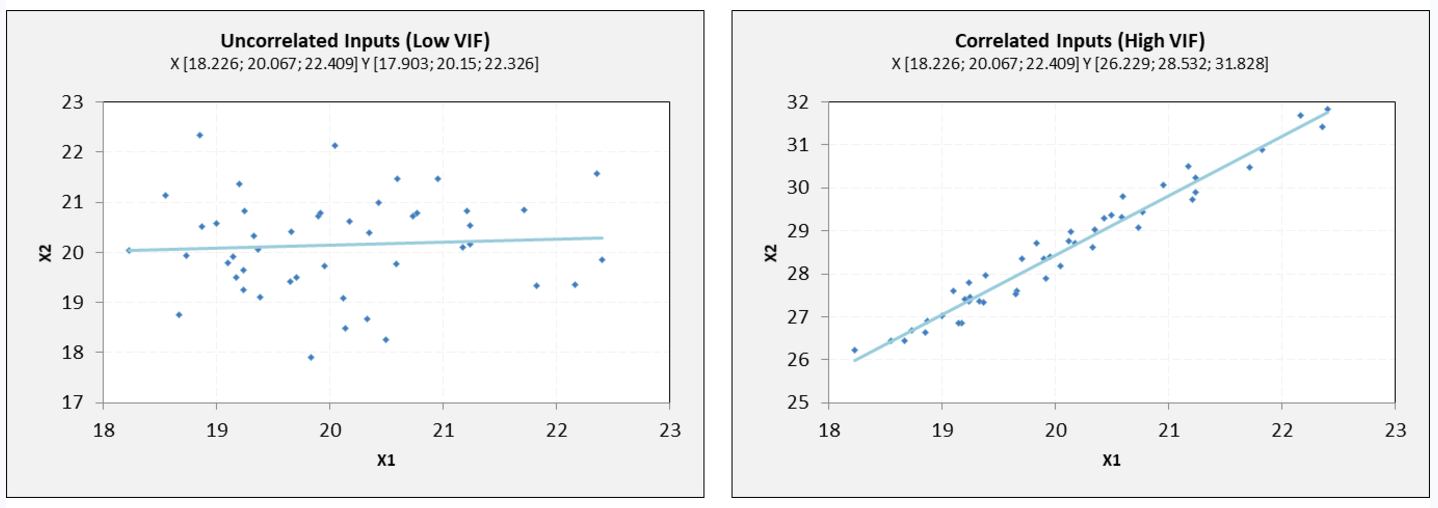 Uncorrelated Inputs (Low VIF)
X [18.226; 20.067; 22.409] Y [17.903; 20.15; 22.326]
23
22
21
20
19
18
17
X2
18 19 20 21 22 23
X1
Correlated Inputs (High VIF)
X [18.226; 20.067; 22.409] Y [26.229; 28.532; 31.828]
32
31
30
29
28
27
26
25
X2
18 19 20 21 22 23
X1